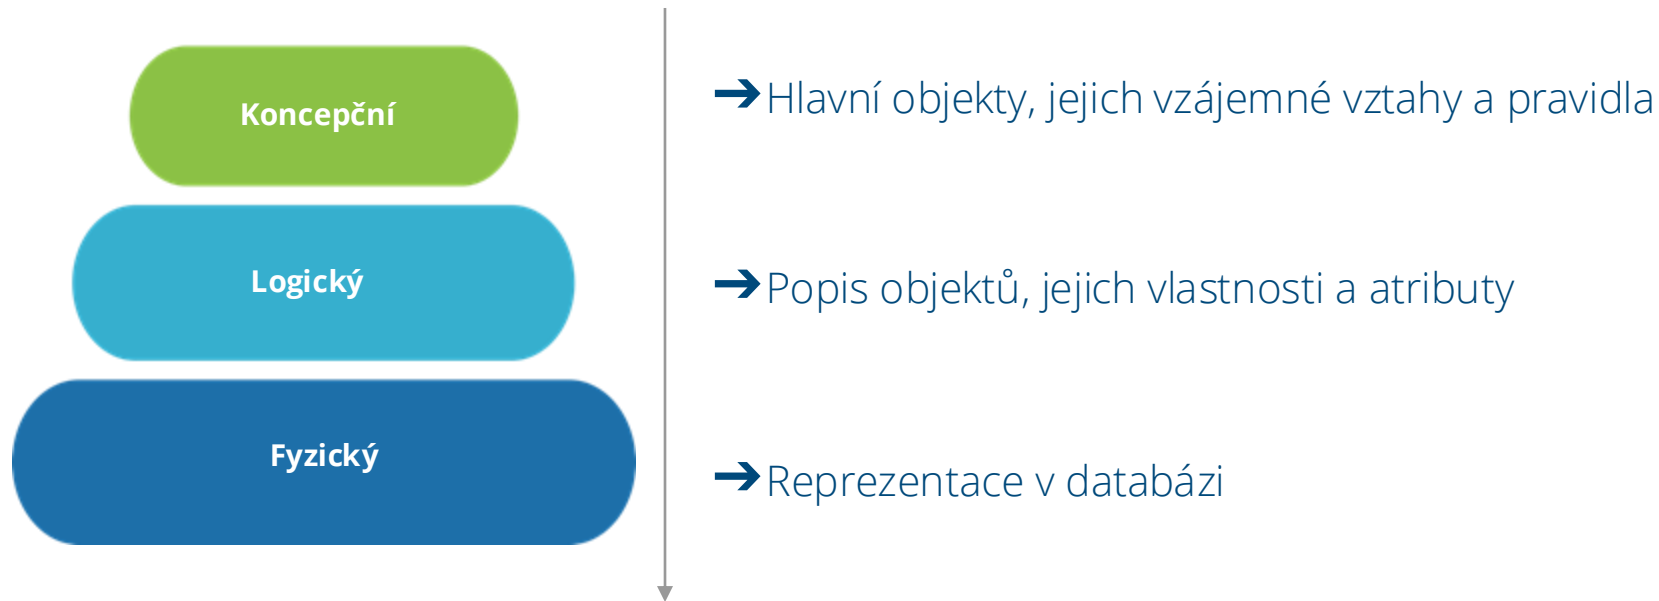 Koncepční
➔Hlavní objekty, jejich vzájemné vztahy a pravidla
Logický
➔Popis objektů, jejich vlastnosti a atributy
Fyzický
➔Reprezentace v databázi